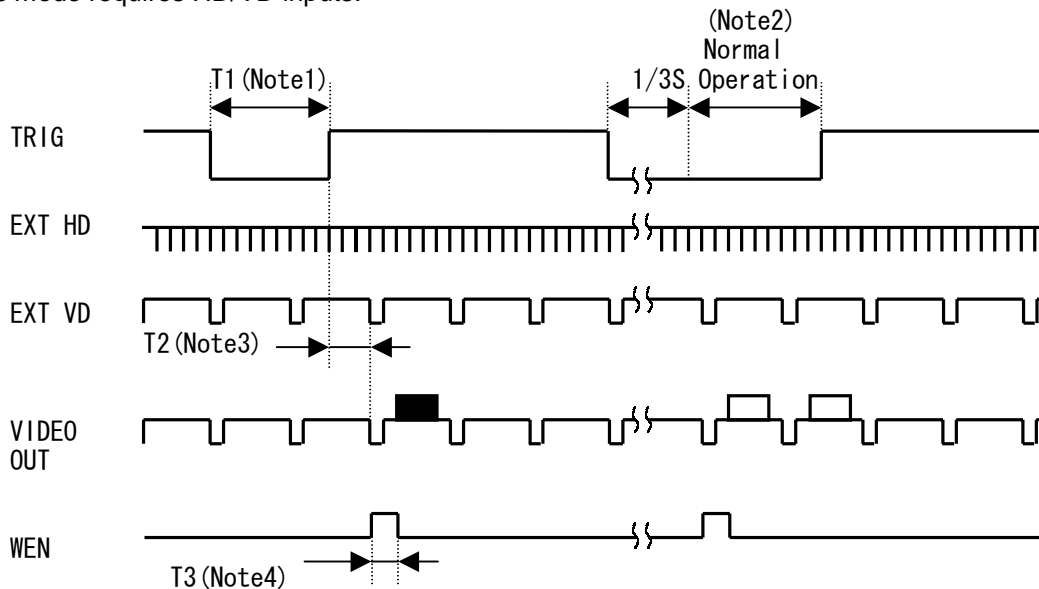 (Note2)
Normal
T1(Note1)
1/3S Operation
TRIG
EXT HD
EXT VD
T2(Note3)
VIDEO
OUT
WEN
T3(Note4)